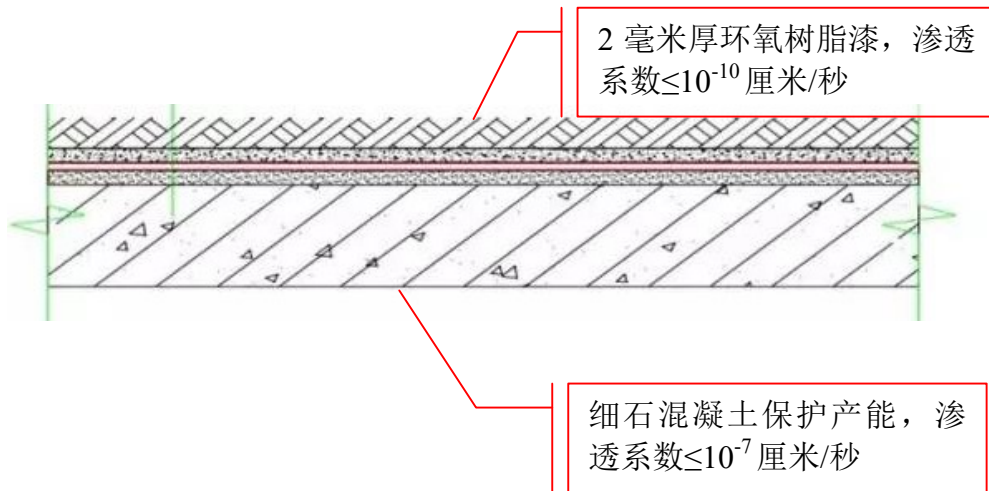 2 毫米厚环氧树脂漆，渗透
系数≤10⁻¹⁰ 厘米/秒
细石混凝土保护产能，渗
透系数≤10⁻⁷ 厘米/秒